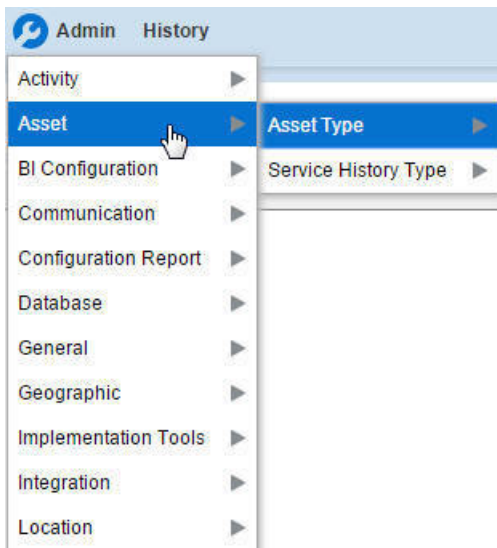 Admin History
Activity
Asset
Asset Type
BI Configuration
Service History Type
Communication
Configuration Report
Database
General
Geographic
Implementation Tools
Integration
Location